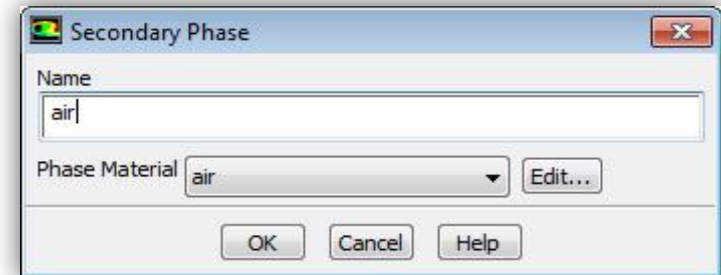 Secondary Phase
Name
air
Phase Material air Edit...
OK Cancel Help